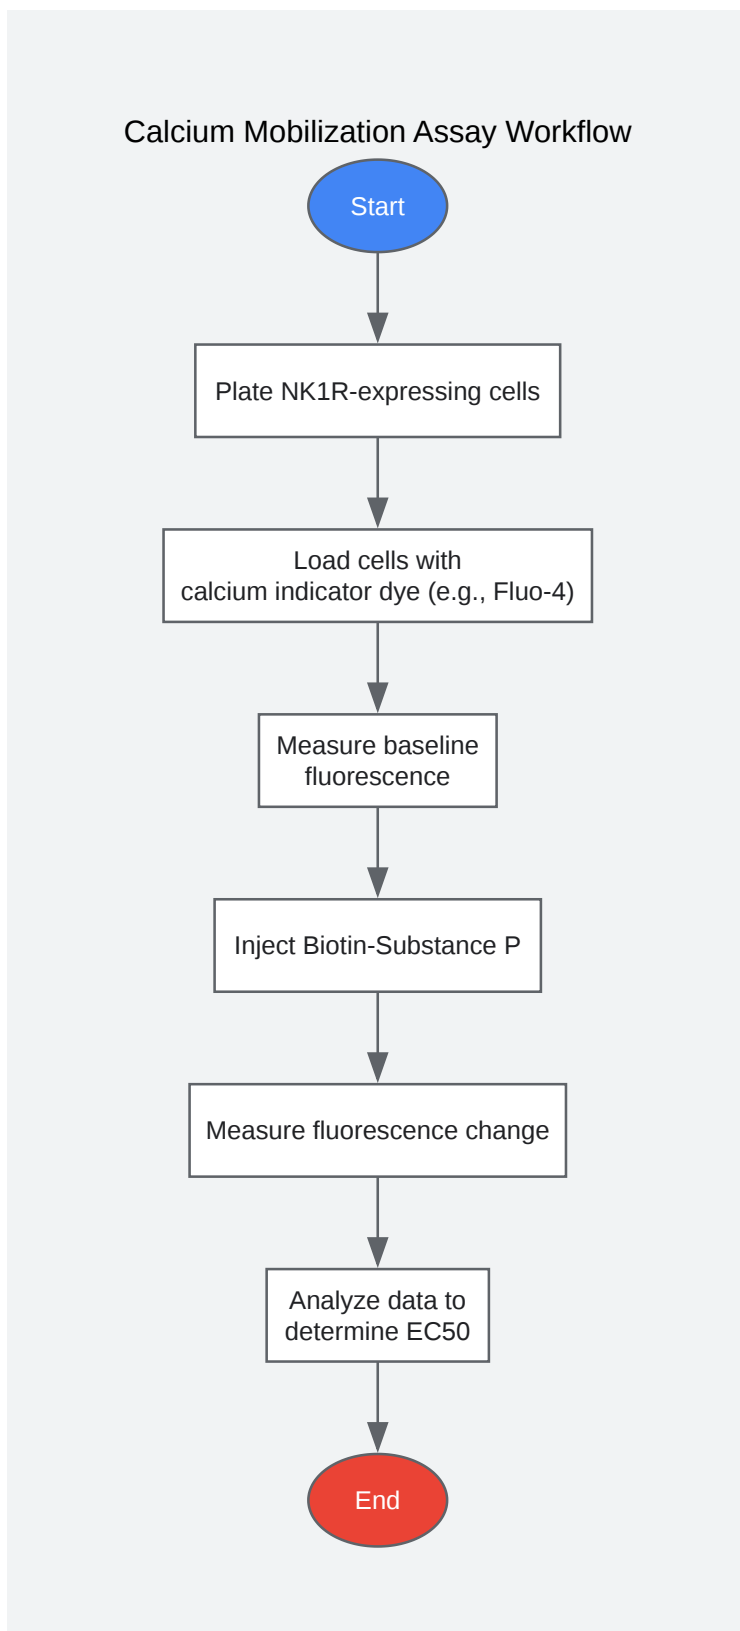 Calcium Mobilization Assay Workflow
Start
Plate NK1R-expressing cells
Load cells with
calcium indicator dye (e.g., Fluo-4)
Measure baseline
fluorescence
Inject Biotin-Substance P
Measure fluorescence change
Analyze data to
determine EC50
End